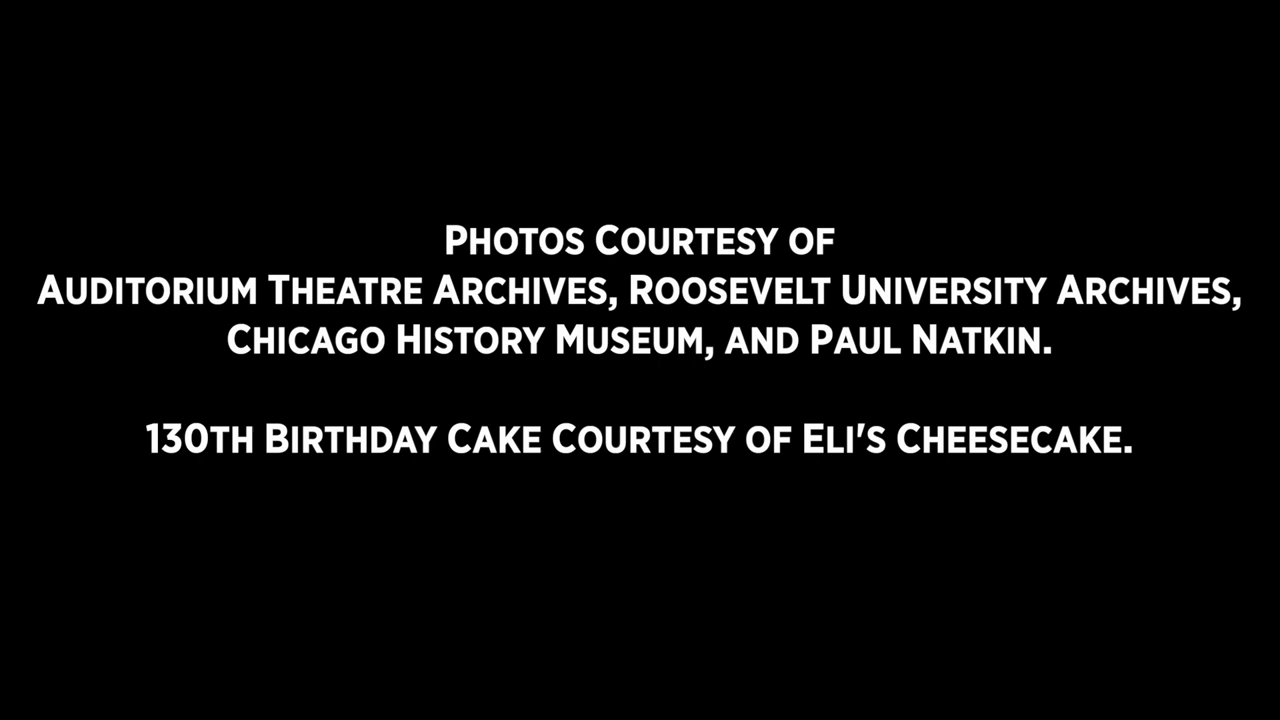 Photos Courtesy of
Auditorium Theatre Archives, Roosevelt University Archives,
Chicago History Museum, and Paul Natkin.
130th Birthday Cake Courtesy of Eli's Cheesecake.